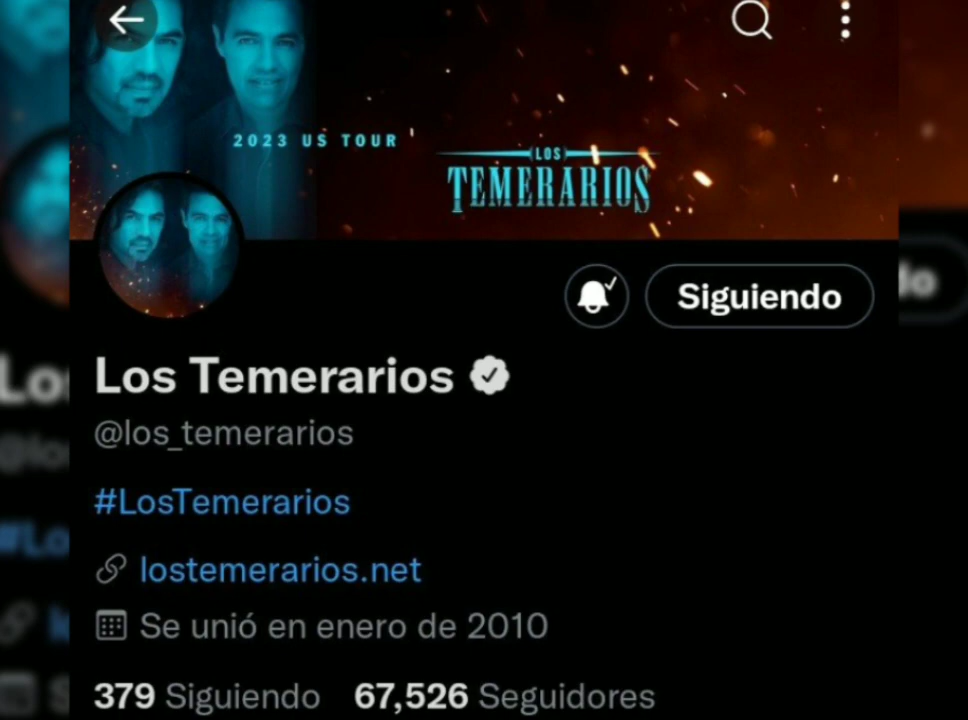 2023 US TOUR
LOS
TEMERARIOS
Siguiendo
Los Temerarios
@los_temerarios
#LosTemerarios
lostemerarios.net
Se unió en enero de 2010
379 Siguiendo 67,526 Seguidores